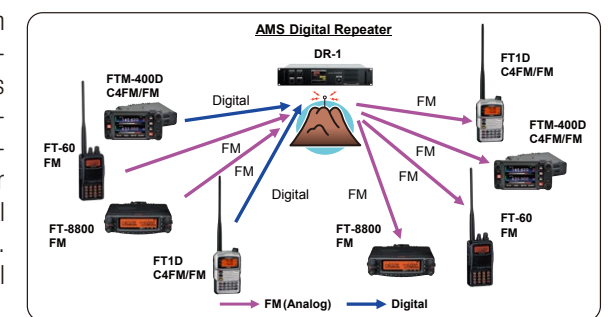 AMS Digital Repeater
DR-1
FTM-400D
C4FM/FM
Digital
FM
FT1D
C4FM/FM
FTM-400D
C4FM/FM
FT-60
FM
FM
FM
FM
FM
Digital
FM
FT-8800
FM
FT1D
C4FM/FM
FT-8800
FM
FT-60
FM
FM (Analog)
Digital